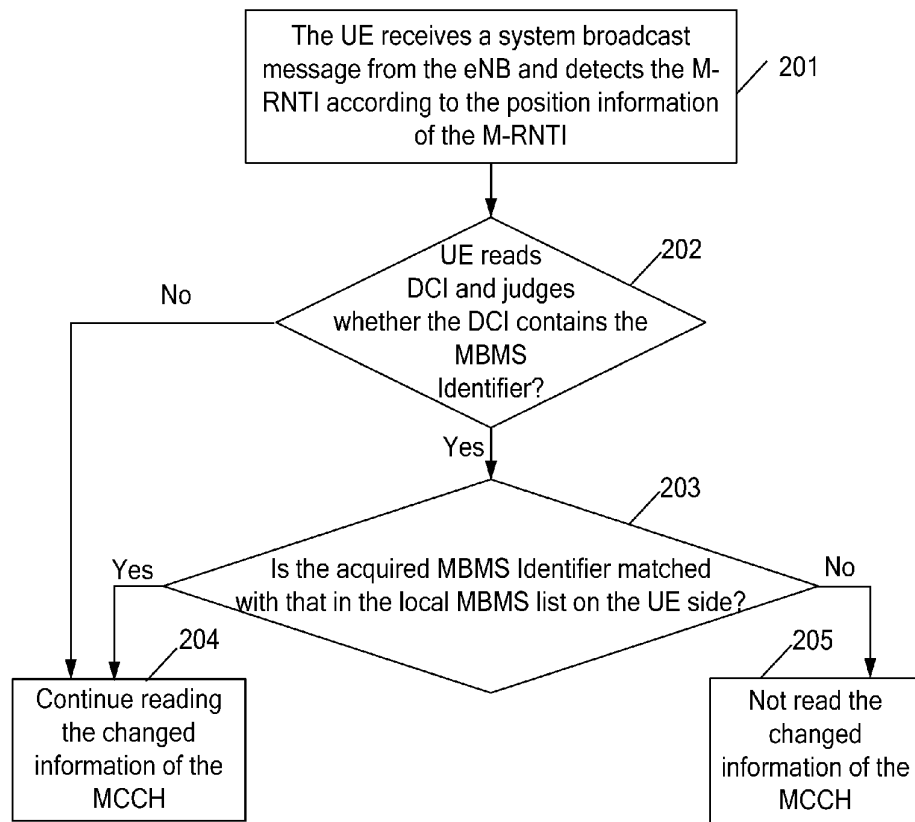 The UE receives a system broadcast
message from the eNB and detects the M-
RNTI according to the position information
of the M-RNTI
201
UE reads
DCI and judges
whether the DCI contains the
MBMS
Identifier?
202
No
Yes
203
Is the acquired MBMS Identifier matched
with that in the local MBMS list on the UE side?
Yes
No
204
Continue reading
the changed
information of the
MCCH
205
Not read the
changed
information of the
MCCH